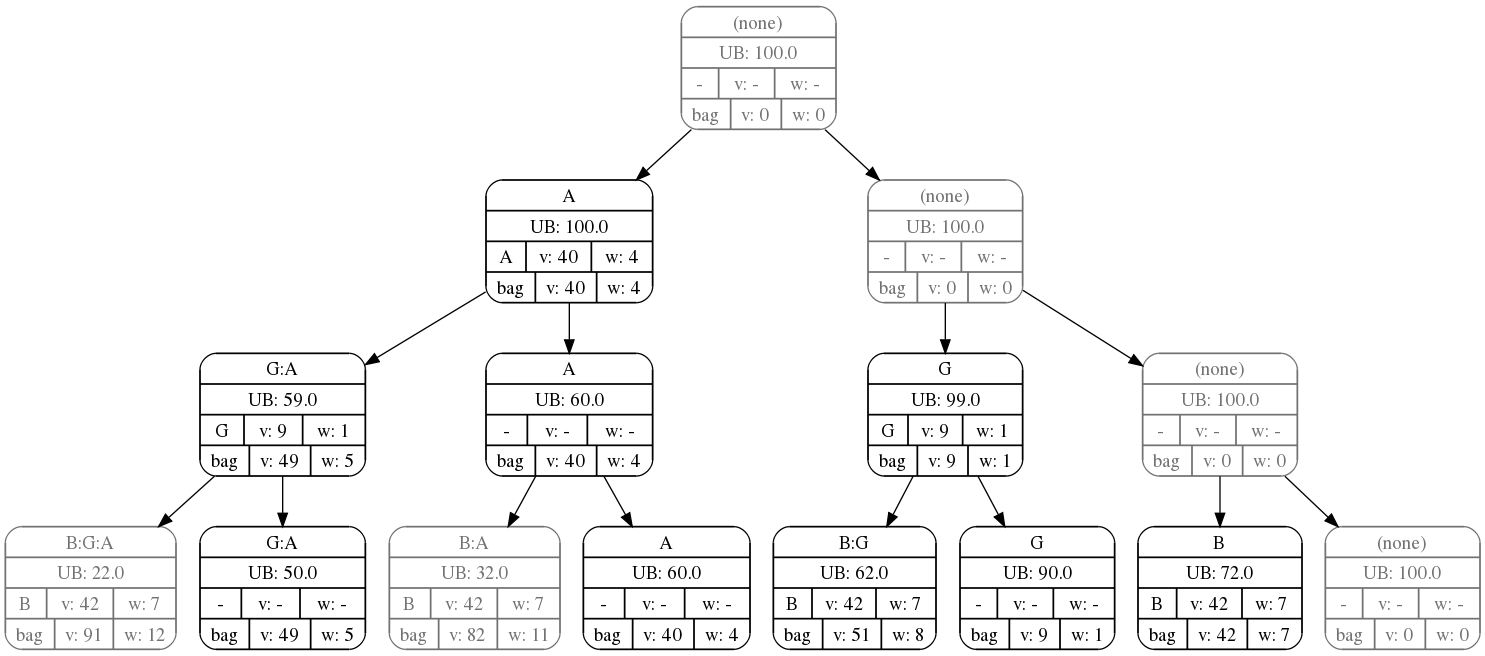 (none)
UB: 100.0
- v: - w: -
bag v: 0 w: 0
A
UB: 100.0
A v: 40 w: 4
bag v: 40 w: 4
(none)
UB: 100.0
- v: - w: -
bag v: 0 w: 0
G:A
UB: 59.0
G v: 9 w: 1
bag v: 49 w: 5
A
UB: 60.0
- v: - w: -
bag v: 40 w: 4
G
UB: 99.0
G v: 9 w: 1
bag v: 9 w: 1
(none)
UB: 100.0
- v: - w: -
bag v: 0 w: 0
B:G:A
UB: 22.0
B v: 42 w: 7
bag v: 91 w: 12
G:A
UB: 50.0
- v: - w: -
bag v: 49 w: 5
B:A
UB: 32.0
B v: 42 w: 7
bag v: 82 w: 11
A
UB: 60.0
- v: - w: -
bag v: 40 w: 4
B:G
UB: 62.0
B v: 42 w: 7
bag v: 51 w: 8
G
UB: 90.0
- v: - w: -
bag v: 9 w: 1
B
UB: 72.0
B v: 42 w: 7
bag v: 42 w: 7
(none)
UB: 100.0
- v: - w: -
bag v: 0 w: 0